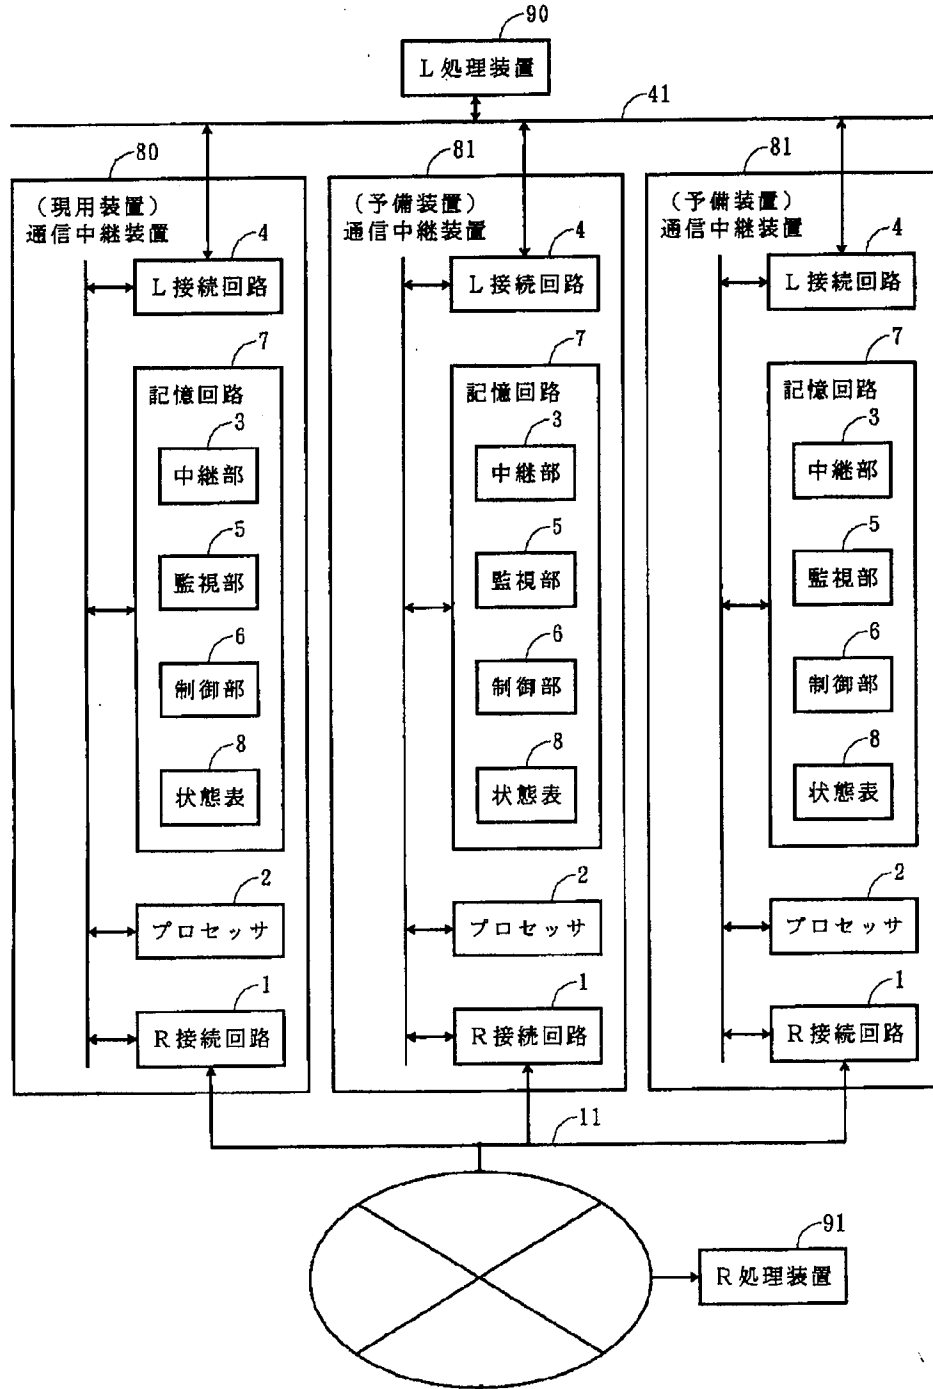 90
L処理装置
41
80
(現用装置)
通信中継装置
4
L接続回路
7
記憶回路
3
中継部
5
監視部
6
制御部
8
状態表
2
プロセッサ
1
R接続回路
81
(予備装置)
通信中継装置
4
L接続回路
7
記憶回路
3
中継部
5
監視部
6
制御部
8
状態表
2
プロセッサ
1
R接続回路
81
(予備装置)
通信中継装置
4
L接続回路
7
記憶回路
3
中継部
5
監視部
6
制御部
8
状態表
2
プロセッサ
1
R接続回路
11
91
R処理装置